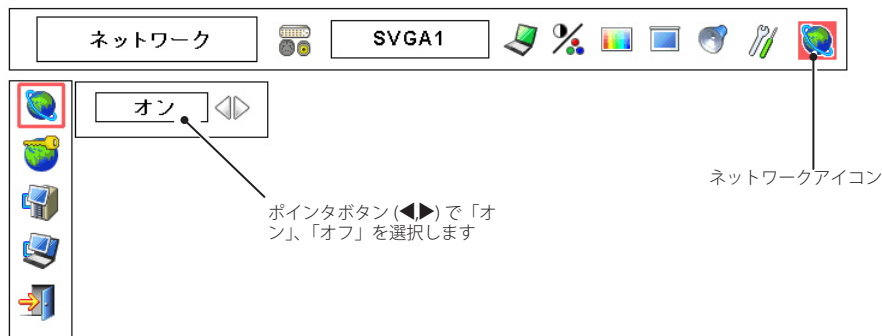 ネットワーク
SVGA1
オン
ネットワークアイコン
ポインタボタン (◀,▶) で「オ
ン」、「オフ」を選択します